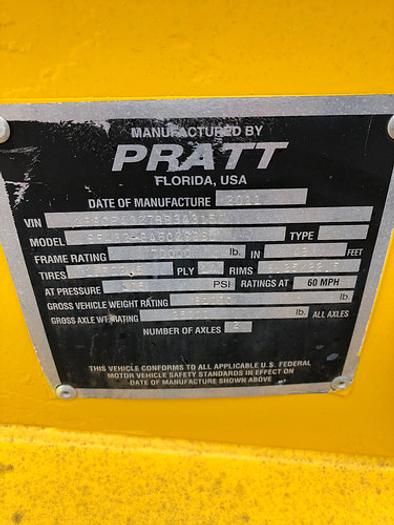 MANUFACTURED BY
PRATT
FLORIDA, USA
DATE OF MANUFACTURE 2011
VIN
MODEL TYPE
FRAME RATING lb. IN FEET
TIRES PLY RIMS
AT PRESSURE PSI RATINGS AT 60 MPH
GROSS VEHICLE WEIGHT RATING lb.
GROSS AXLE WT. RATING lb. ALL AXLES
NUMBER OF AXLES 2
THIS VEHICLE CONFORMS TO ALL APPLICABLE U.S. FEDERAL
MOTOR VEHICLE SAFETY STANDARDS IN EFFECT ON
DATE OF MANUFACTURE SHOWN ABOVE